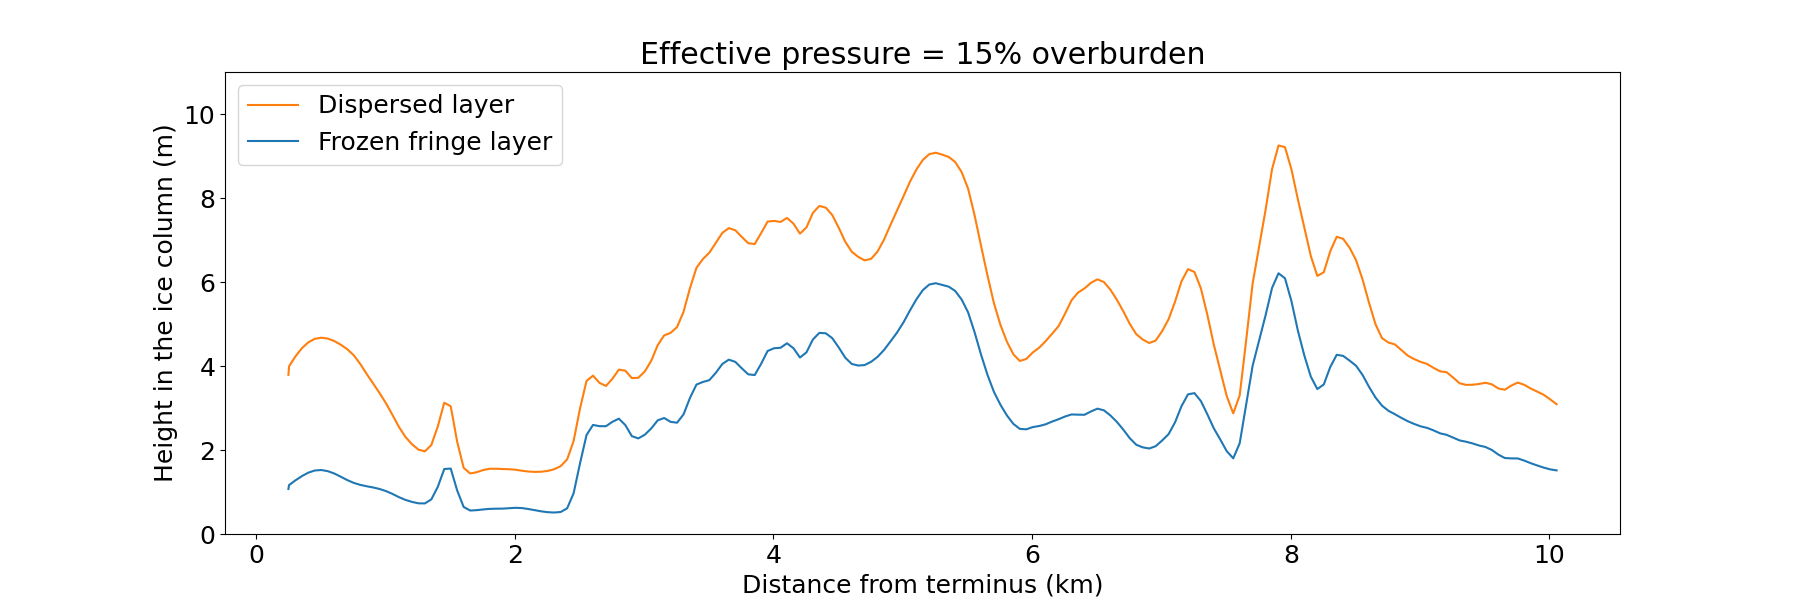 Effective pressure = 15% overburden
Dispersed layer
Frozen fringe layer
Height in the ice column (m)
10
8
6
4
2
0
0 2 4 6 8 10
Distance from terminus (km)